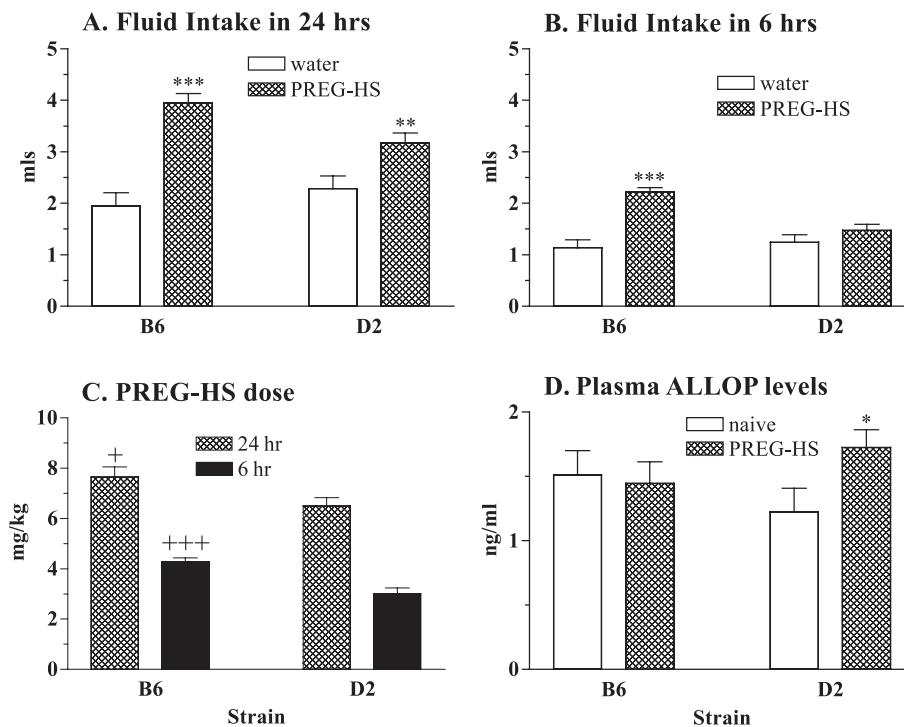 A. Fluid Intake in 24 hrs
water
PREG-HS
mls
5
4
3
2
1
0
***
**
B6
D2
B. Fluid Intake in 6 hrs
water
PREG-HS
mls
5
4
3
2
1
0
***
B6
D2
C. PREG-HS dose
24 hr
6 hr
mg/kg
10
8
6
4
2
0
+
+++
B6
D2
Strain
D. Plasma ALLOP levels
naive
PREG-HS
ng/ml
2
1
0
*
B6
D2
Strain